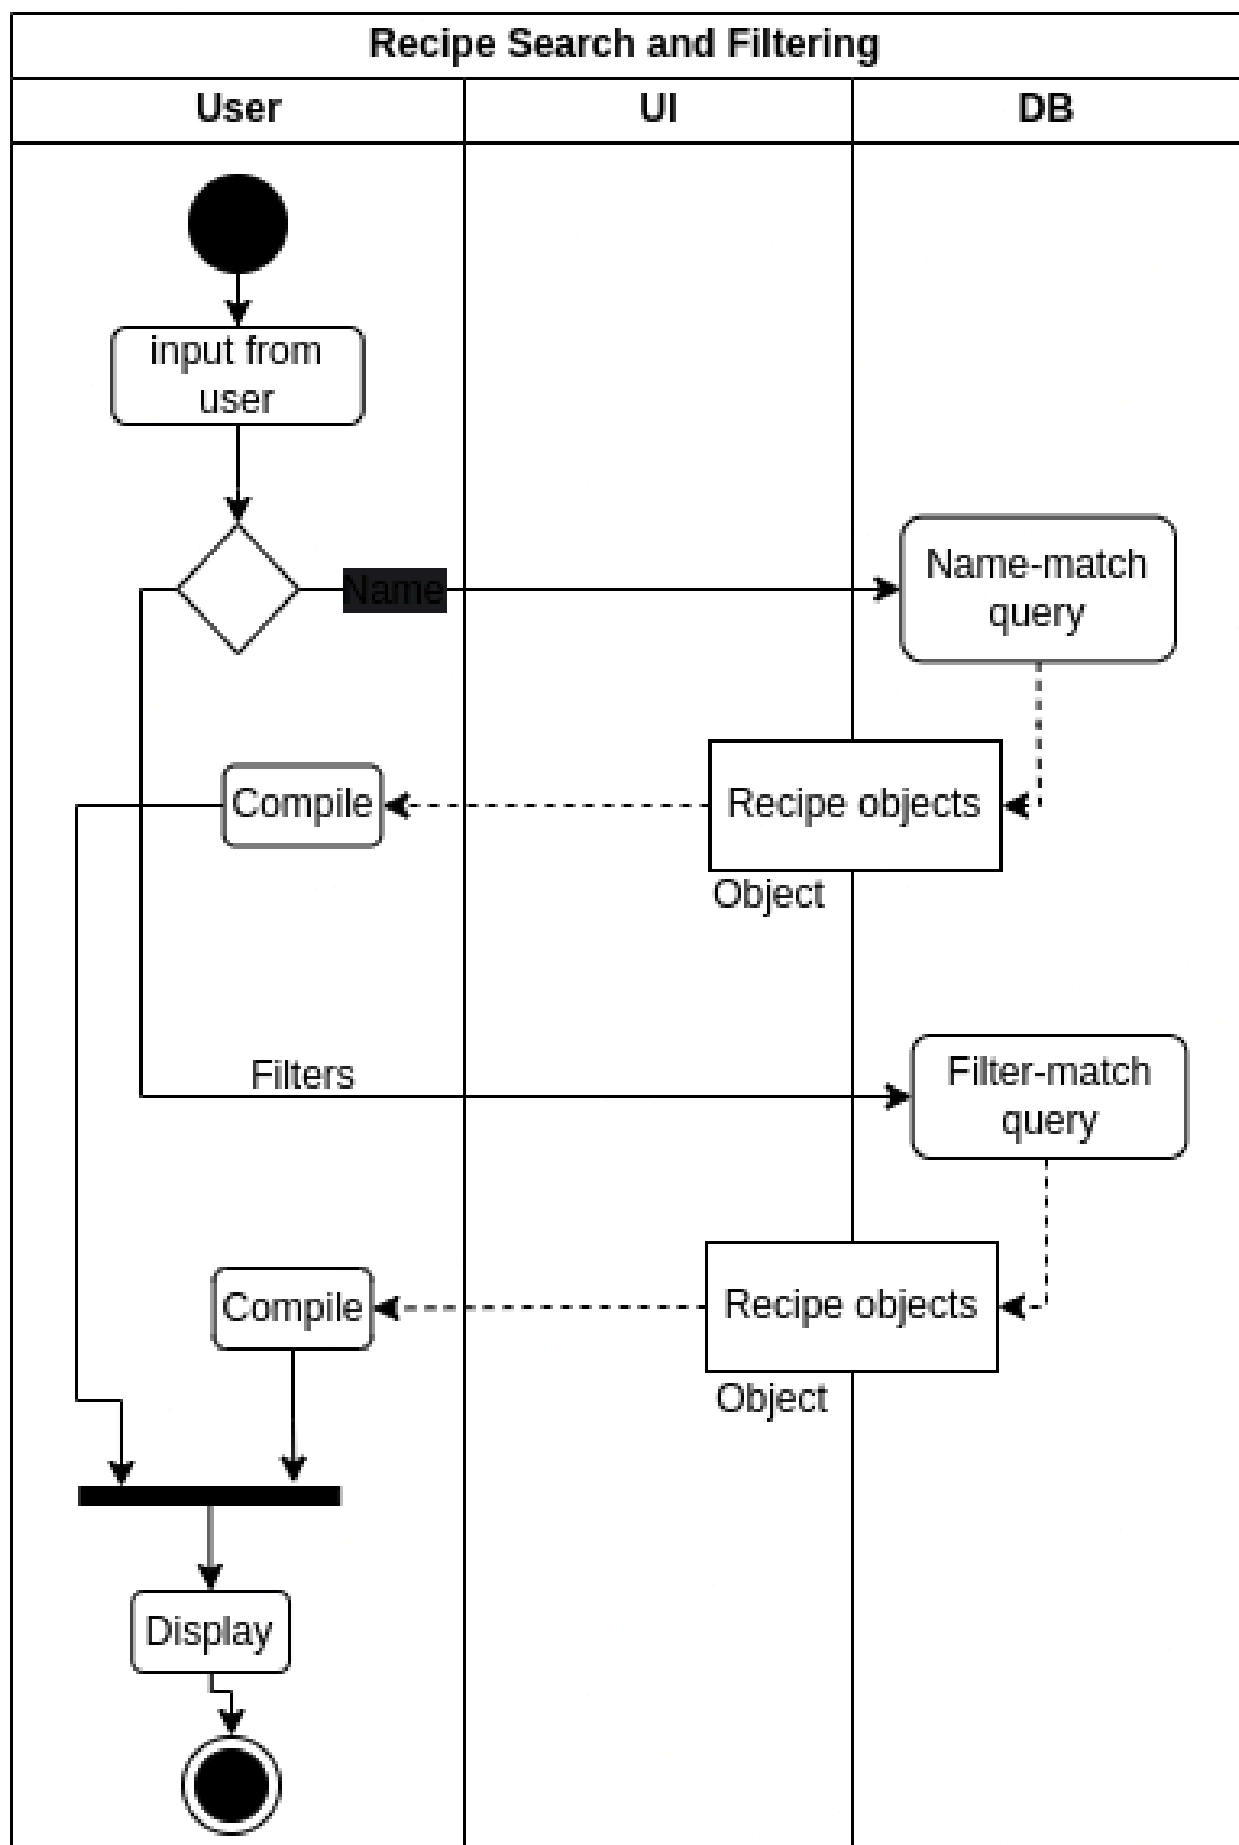 Recipe Search and Filtering
User
UI
DB
input from
user
Name
Name-match
query
Compile
Recipe objects
Object
Filters
Filter-match
query
Compile
Recipe objects
Object
Display